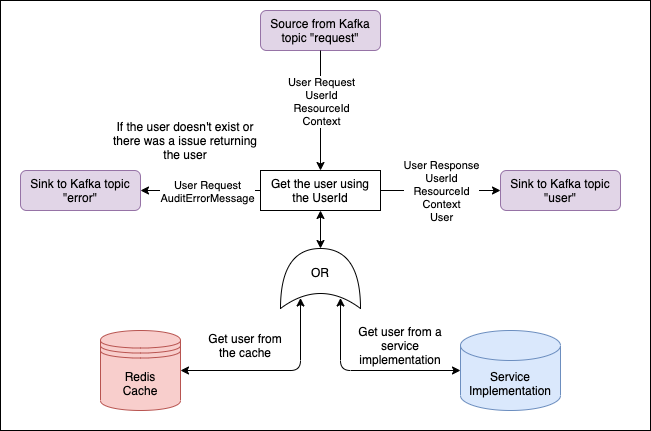 Source from Kafka
topic "request"
User Request
UserId
ResourceId
Context
If the user doesn't exist or
there was a issue returning
the user
Sink to Kafka topic
"error"
User Request
AuditErrorMessage
Get the user using
the UserId
User Response
UserId
ResourceId
Context
User
Sink to Kafka topic
"user"
OR
Get user from
the cache
Get user from a
service
implementation
Redis
Cache
Service
Implementation